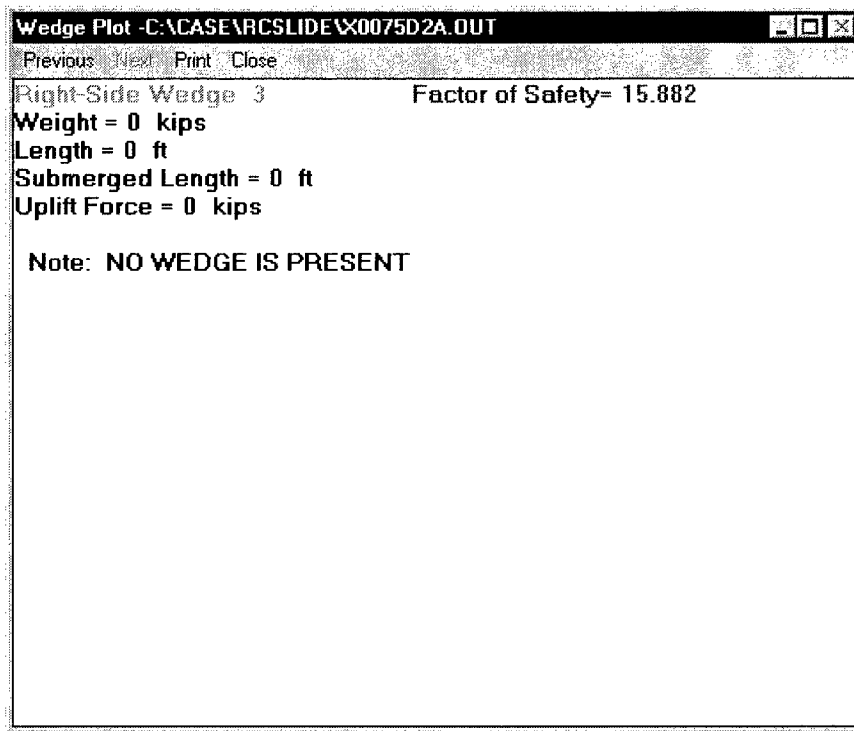 Wedge Plot -C:\CASE\RCSLIDE\X0075D2A.OUT
Previous Next Print Close
Right-Side Wedge 3 Factor of Safety= 15.882
Weight = 0 kips
Length = 0 ft
Submerged Length = 0 ft
Uplift Force = 0 kips
Note: NO WEDGE IS PRESENT